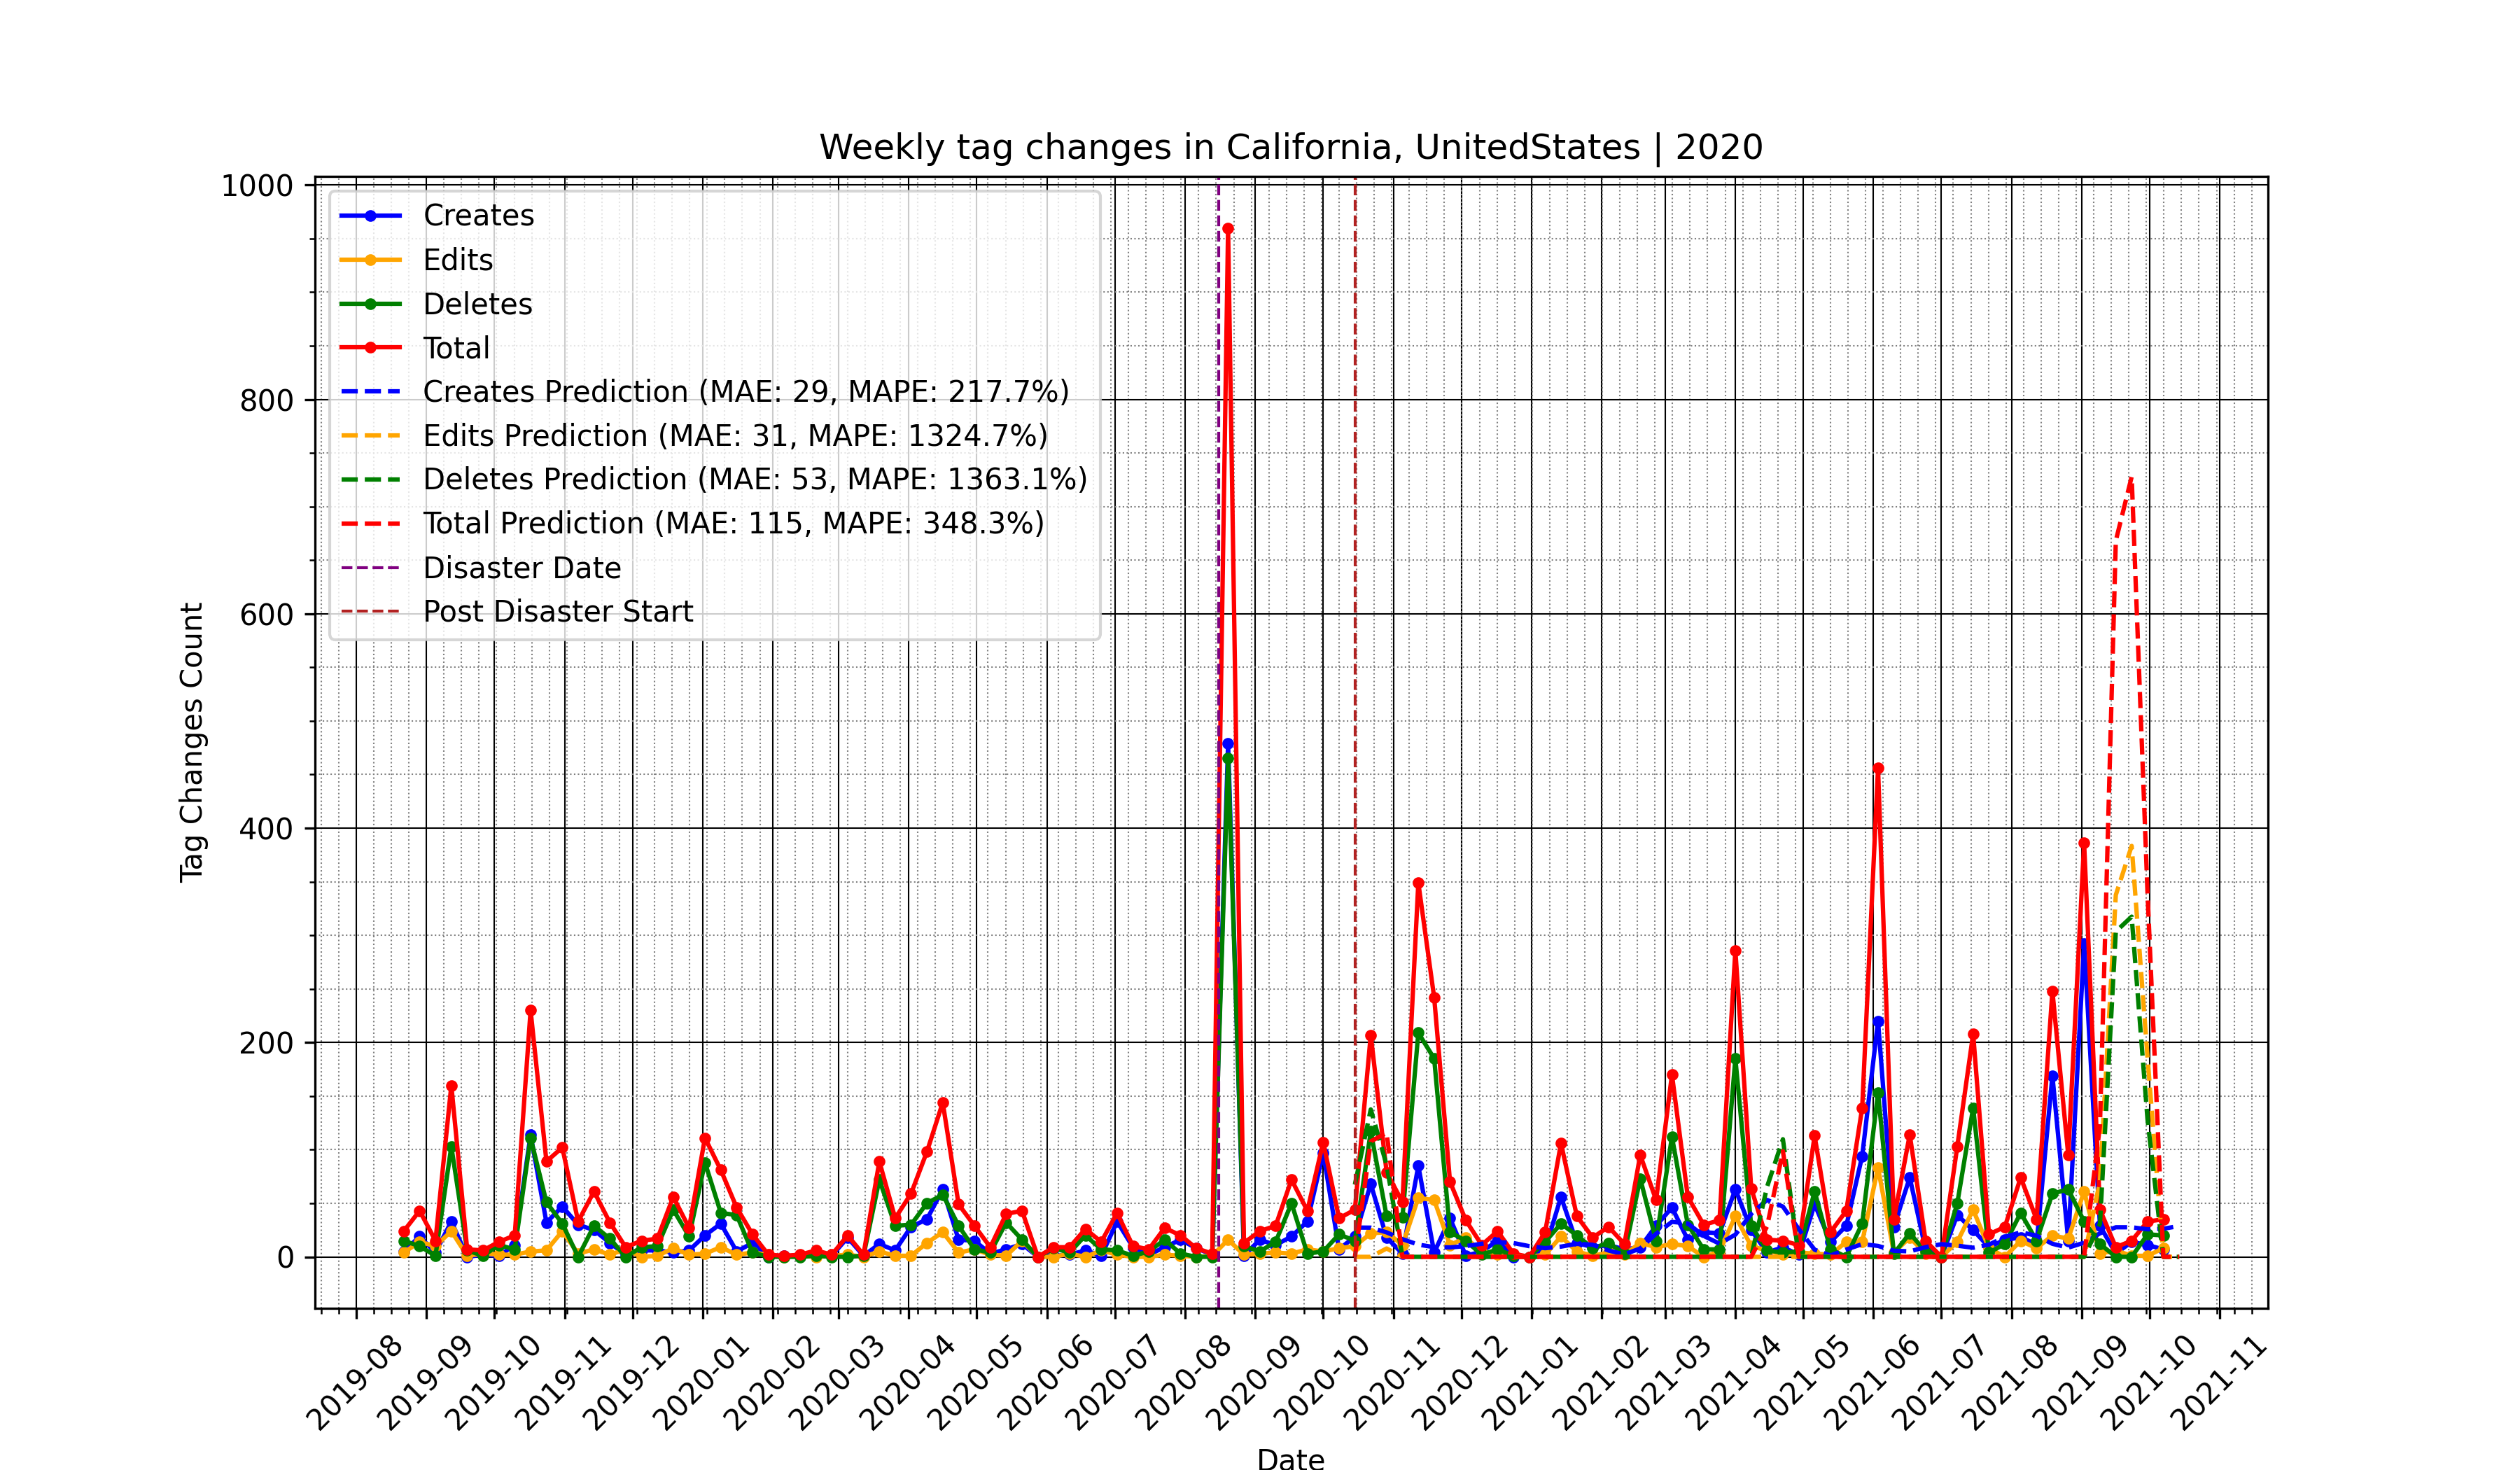 Weekly tag changes in California, UnitedStates | 2020
1000
800
600
400
200
0
Tag Changes Count
Creates
Edits
Deletes
Total
Creates Prediction (MAE: 29, MAPE: 217.7%)
Edits Prediction (MAE: 31, MAPE: 1324.7%)
Deletes Prediction (MAE: 53, MAPE: 1363.1%)
Total Prediction (MAE: 115, MAPE: 348.3%)
Disaster Date
Post Disaster Start
2019-08
2019-09
2019-10
2019-11
2019-12
2020-01
2020-02
2020-03
2020-04
2020-05
2020-06
2020-07
2020-08
2020-09
2020-10
2020-11
2020-12
2021-01
2021-02
2021-03
2021-04
2021-05
2021-06
2021-07
2021-08
2021-09
2021-10
2021-11
Date